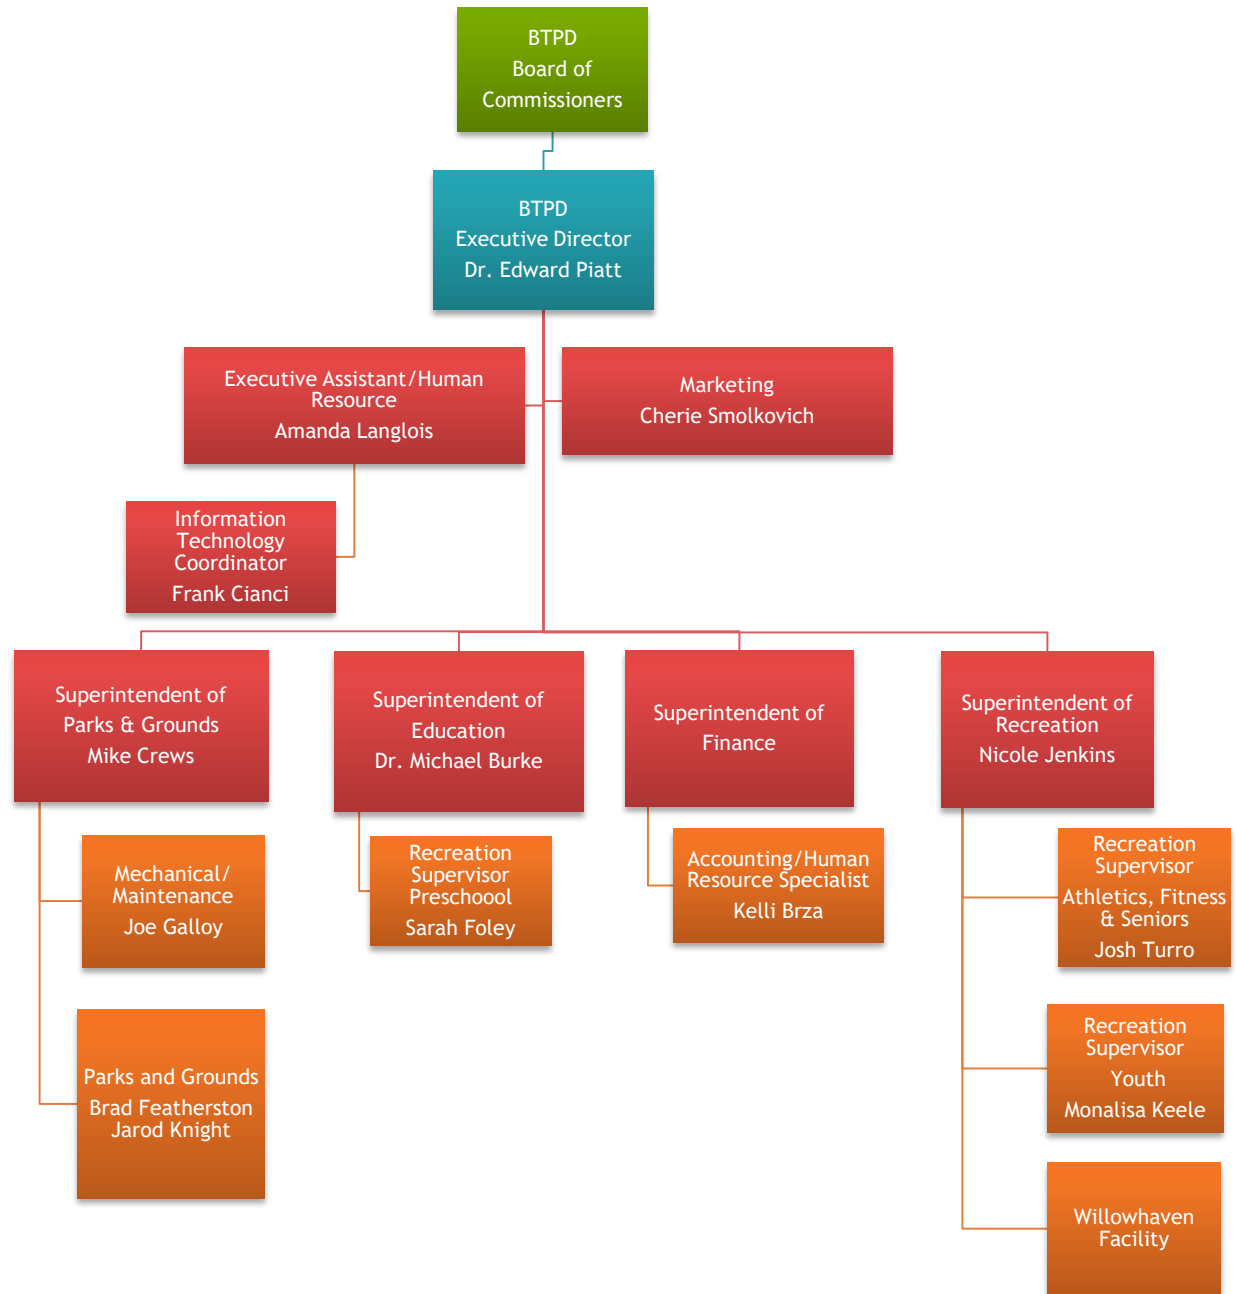 BTPD
Board of
Commissioners
BTPD
Executive Director
Dr. Edward Piatt
Executive Assistant/Human
Resource
Amanda Langlois
Marketing
Cherie Smolkovich
Information
Technology
Coordinator
Frank Cianci
Superintendent of
Parks & Grounds
Mike Crews
Superintendent of
Education
Dr. Michael Burke
Superintendent of
Finance
Superintendent of
Recreation
Nicole Jenkins
Mechanical/
Maintenance
Joe Galloy
Recreation
Supervisor
Preschoool
Sarah Foley
Accounting/Human
Resource Specialist
Kelli Brza
Recreation
Supervisor
Athletics, Fitness
& Seniors
Josh Turro
Parks and Grounds
Brad Featherston
Jarod Knight
Recreation
Supervisor
Youth
Monalisa Keele
Willowhaven
Facility